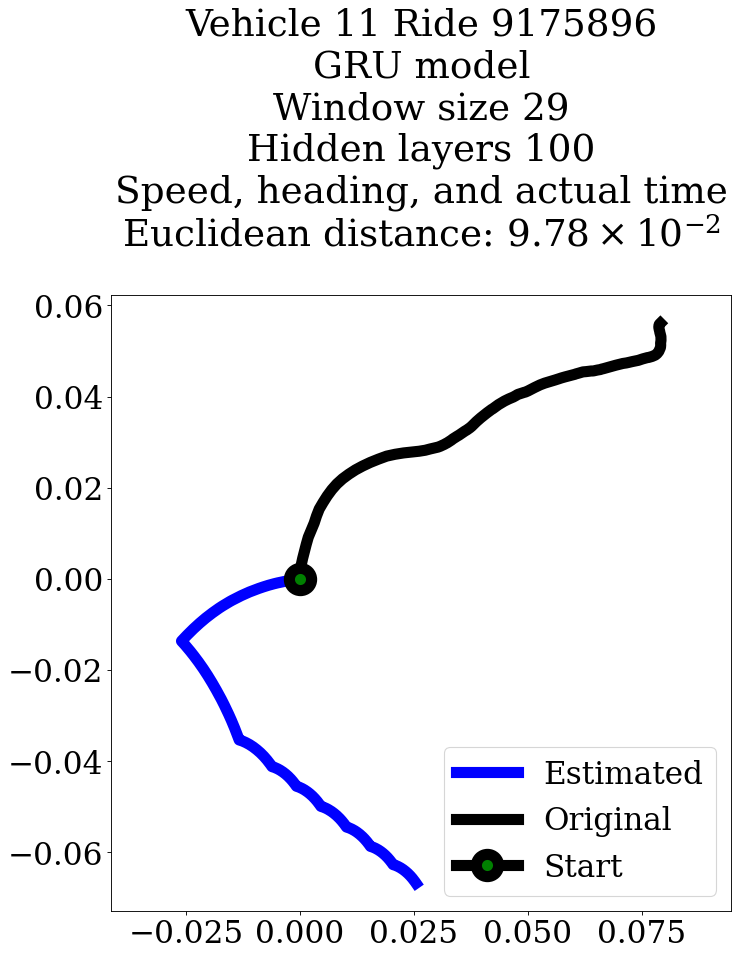 Vehicle 11 Ride 9175896
GRU model
Window size 29
Hidden layers 100
Speed, heading, and actual time
Euclidean distance: 9.78 × 10⁻²
0.06
0.04
0.02
0.00
−0.02
−0.04
−0.06
Estimated
Original
Start
−0.025 0.000 0.025 0.050 0.075